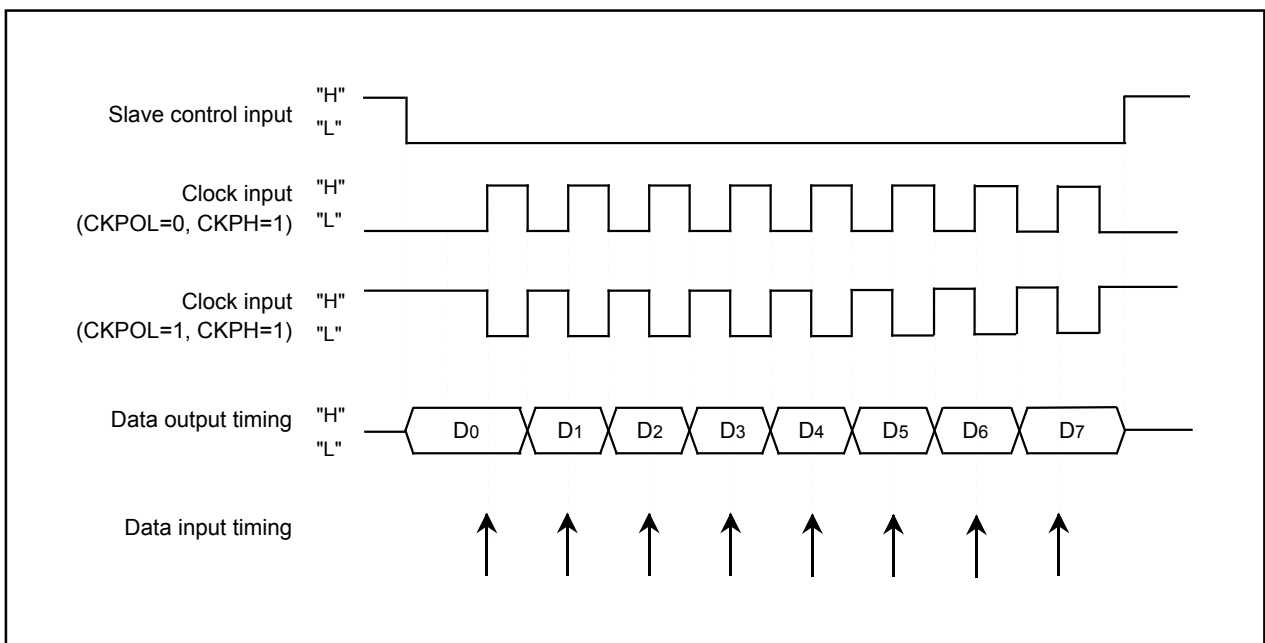 Slave control input
"H"
"L"
Clock input
(CKPOL=0, CKPH=1)
"H"
"L"
Clock input
(CKPOL=1, CKPH=1)
"H"
"L"
Data output timing
"H"
"L"
D0 D1 D2 D3 D4 D5 D6 D7
Data input timing